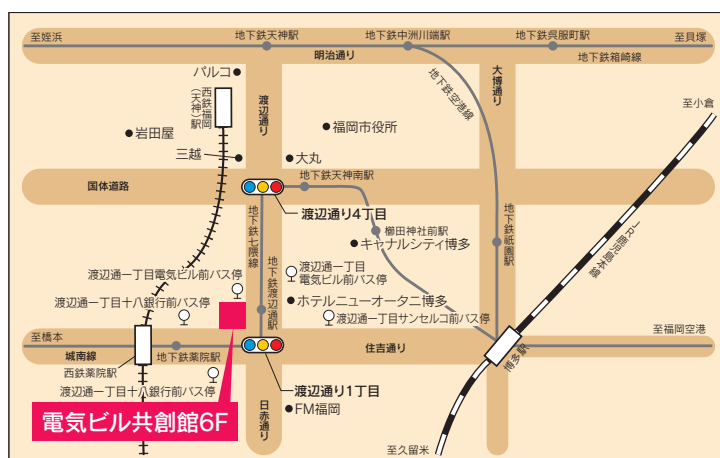 至姪浜
地下鉄天神駅
地下鉄中洲川端駅
地下鉄呉服町駅
至貝塚
明治通り
地下鉄箱崎線
パルコ
西鉄福岡
(天神)駅
渡辺通り
地下鉄空港線
大博通り
至小倉
岩田屋
福岡市役所
三越
大丸
国体道路
地下鉄天神南駅
渡辺通り4丁目
櫛田神社前駅
キャナルシティ博多
地下鉄祇園駅
JR鹿児島本線
地下鉄七隈線
地下鉄渡辺通駅
渡辺通一丁目
電気ビル前バス停
渡辺通一丁目電気ビル前バス停
渡辺通一丁目十八銀行前バス停
ホテルニューオータニ博多
渡辺通一丁目サンセルコ前バス停
至橋本
城南線
西鉄薬院駅
地下鉄薬院駅
住吉通り
至福岡空港
博多駅
渡辺通一丁目十八銀行前バス停
渡辺通り1丁目
電気ビル共創館6F
日赤通り
FM福岡
至久留米